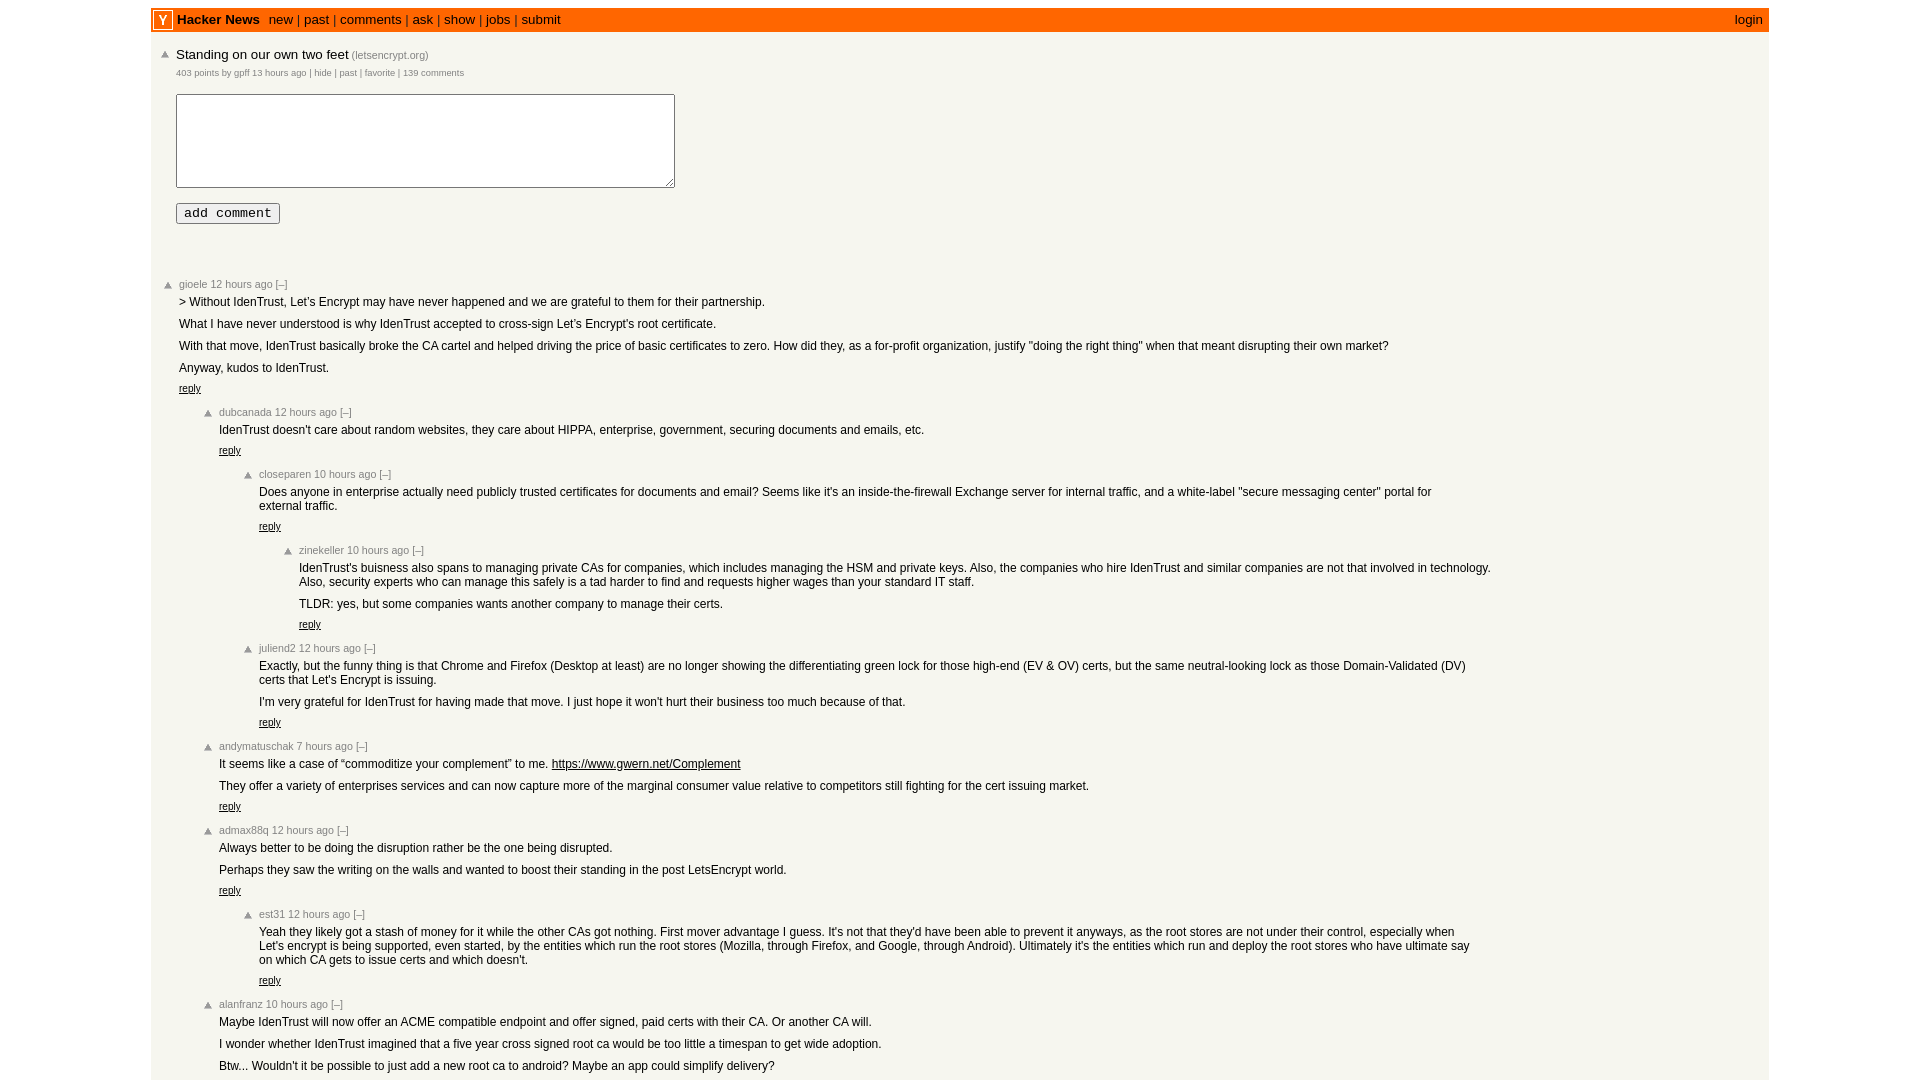 Y Hacker News new | past | comments | ask | show | jobs | submit login
Standing on our own two feet (letsencrypt.org)
403 points by gpff 13 hours ago | hide | past | favorite | 139 comments
add comment
gioele 12 hours ago [–]
> Without IdenTrust, Let’s Encrypt may have never happened and we are grateful to them for their partnership.
What I have never understood is why IdenTrust accepted to cross-sign Let’s Encrypt's root certificate.
With that move, IdenTrust basically broke the CA cartel and helped driving the price of basic certificates to zero. How did they, as a for-profit organization, justify "doing the right thing" when that meant disrupting their own market?
Anyway, kudos to IdenTrust.
reply
dubcanada 12 hours ago [–]
IdenTrust doesn't care about random websites, they care about HIPPA, enterprise, government, securing documents and emails, etc.
reply
closeparen 10 hours ago [–]
Does anyone in enterprise actually need publicly trusted certificates for documents and email? Seems like it's an inside-the-firewall Exchange server for internal traffic, and a white-label "secure messaging center" portal for
external traffic.
reply
zinekeller 10 hours ago [–]
IdenTrust's buisness also spans to managing private CAs for companies, which includes managing the HSM and private keys. Also, the companies who hire IdenTrust and similar companies are not that involved in technology.
Also, security experts who can manage this safely is a tad harder to find and requests higher wages than your standard IT staff.
TLDR: yes, but some companies wants another company to manage their certs.
reply
juliend2 12 hours ago [–]
Exactly, but the funny thing is that Chrome and Firefox (Desktop at least) are no longer showing the differentiating green lock for those high-end (EV & OV) certs, but the same neutral-looking lock as those Domain-Validated (DV)
certs that Let's Encrypt is issuing.
I'm very grateful for IdenTrust for having made that move. I just hope it won't hurt their business too much because of that.
reply
andymatuschak 7 hours ago [–]
It seems like a case of “commoditize your complement” to me. https://www.gwern.net/Complement
They offer a variety of enterprises services and can now capture more of the marginal consumer value relative to competitors still fighting for the cert issuing market.
reply
admax88q 12 hours ago [–]
Always better to be doing the disruption rather be the one being disrupted.
Perhaps they saw the writing on the walls and wanted to boost their standing in the post LetsEncrypt world.
reply
est31 12 hours ago [–]
Yeah they likely got a stash of money for it while the other CAs got nothing. First mover advantage I guess. It's not that they'd have been able to prevent it anyways, as the root stores are not under their control, especially when
Let's encrypt is being supported, even started, by the entities which run the root stores (Mozilla, through Firefox, and Google, through Android). Ultimately it's the entities which run and deploy the root stores who have ultimate say
on which CA gets to issue certs and which doesn't.
reply
alanfranz 10 hours ago [–]
Maybe IdenTrust will now offer an ACME compatible endpoint and offer signed, paid certs with their CA. Or another CA will.
I wonder whether IdenTrust imagined that a five year cross signed root ca would be too little a timespan to get wide adoption.
Btw... Wouldn't it be possible to just add a new root ca to android? Maybe an app could simplify delivery?